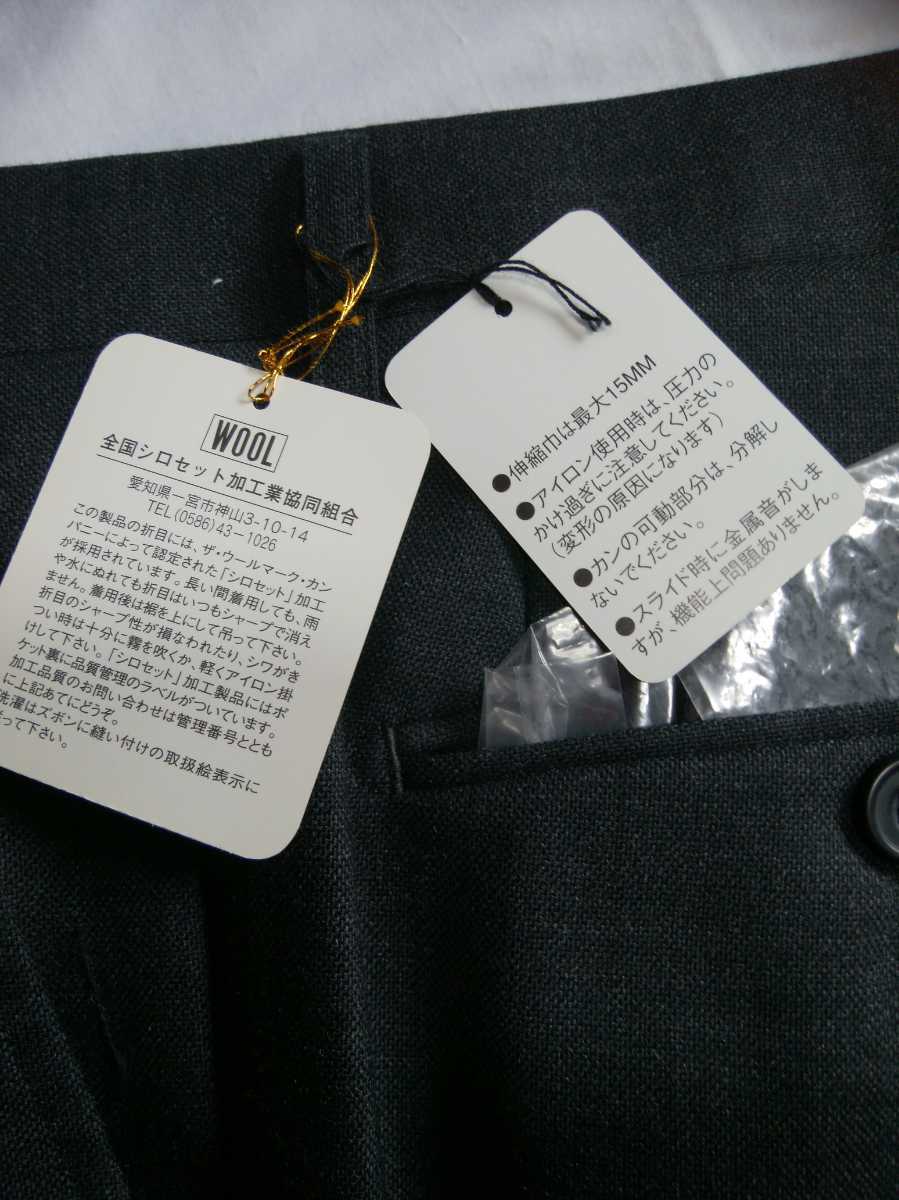 WOOL
全国シロセット加工業協同組合
愛知県一宮市神山3-10-14
TEL(0586)43-1026
この製品の折目には、ザ・ウールマーク・カン
パニーによって認定された「シロセット」加工
が採用されています。長い間着用しても、雨
や水にぬれても折目はいつもシャープで消え
ません。着用後は裾を上にして吊って下さい。
折目のシャープ性が損なわれたり、シワがき
つい時は十分に霧を吹くか、軽くアイロン掛
けして下さい。「シロセット」加工製品にはポ
ケット裏に品質管理のラベルがついています。
加工品質のお問い合わせは管理番号ととも
に上記あてにどうぞ。
洗濯はズボンに縫い付けの取扱絵表示に
従って下さい。
●伸縮巾は最大15MM
●アイロン使用時は、圧力の
かけ過ぎに注意してください。
(変形の原因になります)
●カンの可動部分は、分解し
ないでください。
●スライド時に金属音がしま
すが、機能上問題ありません。